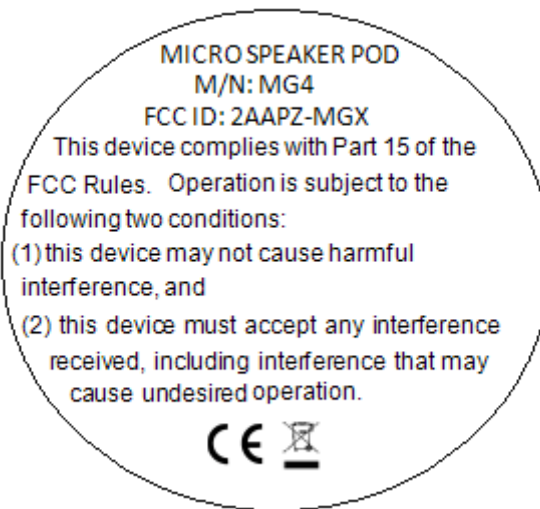 MICRO SPEAKER POD
M/N: MG4
FCC ID: 2AAPZ-MGX
This device complies with Part 15 of the
FCC Rules. Operation is subject to the
following two conditions:
(1) this device may not cause harmful
interference, and
(2) this device must accept any interference
received, including interference that may
cause undesired operation.
CE